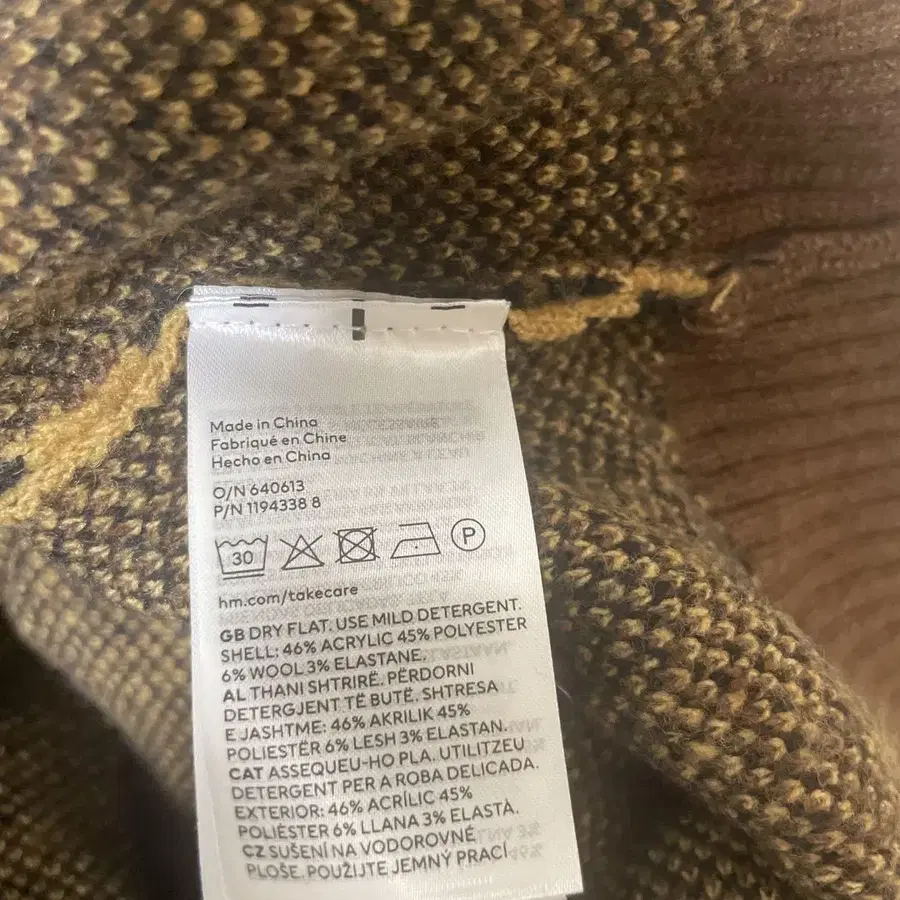 Made in China
Fabriqué en Chine
Hecho en China
O/N 640613
P/N 1194338 8
30
P
hm.com/takecare
GB DRY FLAT. USE MILD DETERGENT.
SHELL: 46% ACRYLIC 45% POLYESTER
6% WOOL 3% ELASTANE.
AL THANI SHTRIRË. PËRDORNI
DETERGJENT TË BUTË. SHTRESA
E JASHTME: 46% AKRILIK 45%
POLIESTËR 6% LESH 3% ELASTAN.
CAT ASSEQUEU-HO PLA. UTILITZEU
DETERGENT PER A ROBA DELICADA.
EXTERIOR: 46% ACRÍLIC 45%
POLIÈSTER 6% LLANA 3% ELASTÀ.
CZ SUŠENÍ NA VODOROVNÉ
PLOŠE. POUŽIJTE JEMNÝ PRACÍ